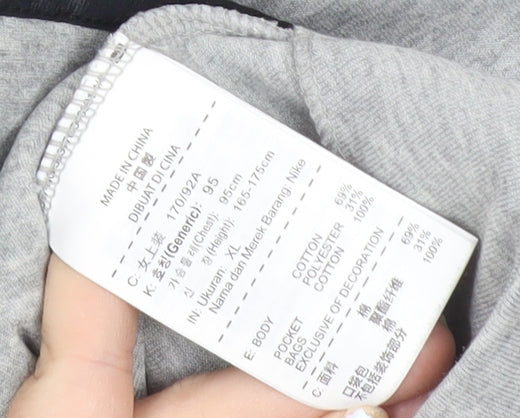 MADE IN CHINA
中国製
DIBUAT DI CINA
C: 女上装 170/92A
K: 호칭(Generic): 95
가슴둘레(Chest): 95cm
신 장(Height): 165-175cm
IN: Ukuran: XL
Nama dan Merek Barang: Nike
E: BODY COTTON 69%
POLYESTER 31%
POCKET BAGS COTTON 100%
EXCLUSIVE OF DECORATION
C: 面料 棉 69%
聚酯纤维 31%
口袋包 棉 100%
不包括装饰部分